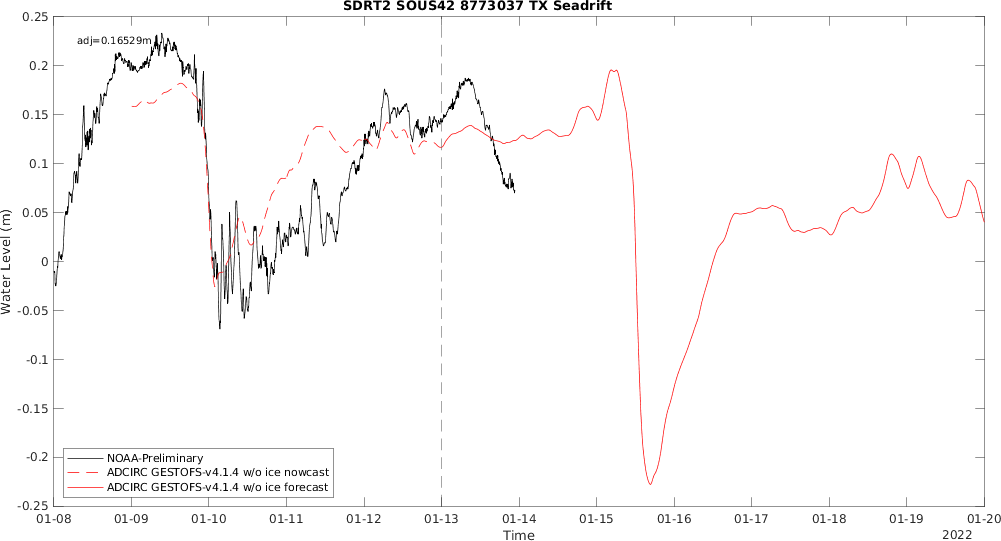 SDRT2 SOUS42 8773037 TX Seadrift
adj=0.16529m
0.25
0.2
0.15
0.1
0.05
0
-0.05
-0.1
-0.15
-0.2
-0.25
Water Level (m)
NOAA-Preliminary
ADCIRC GESTOFS-v4.1.4 w/o ice nowcast
ADCIRC GESTOFS-v4.1.4 w/o ice forecast
01-08 01-09 01-10 01-11 01-12 01-13 01-14 01-15 01-16 01-17 01-18 01-19 01-20
Time
2022